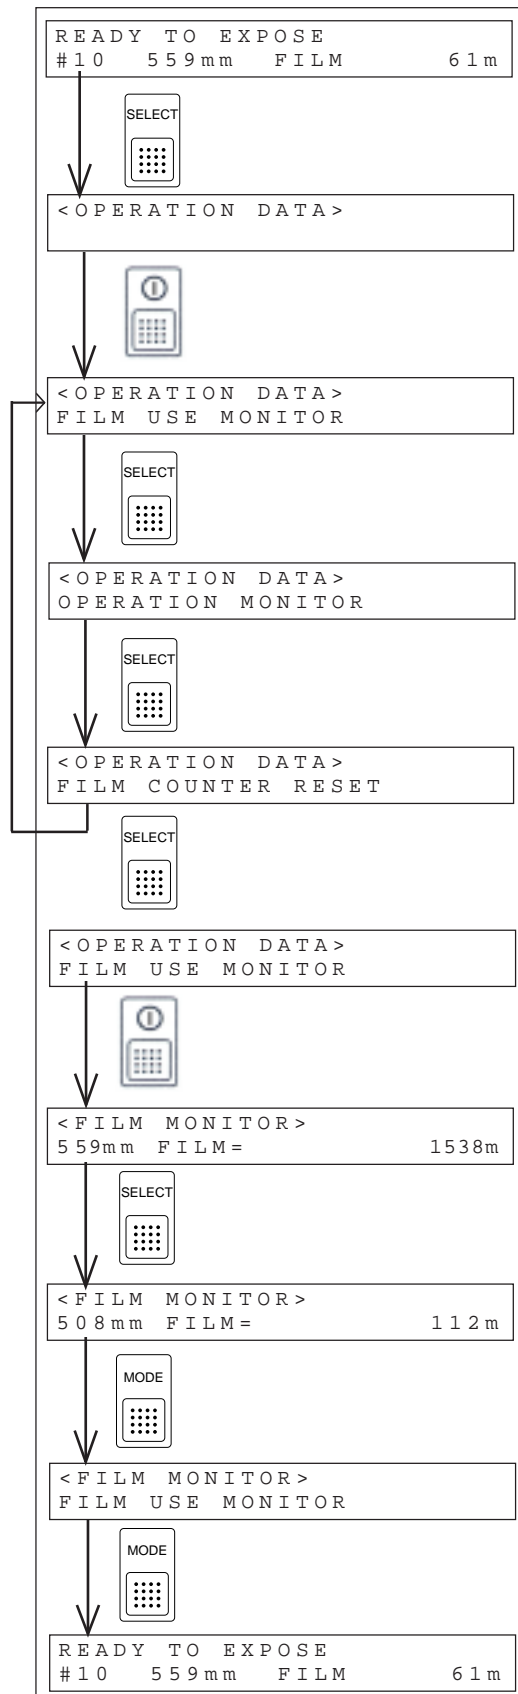 READY TO EXPOSE
#10 559mm FILM 61m
SELECT
<OPERATION DATA>
<OPERATION DATA>
FILM USE MONITOR
SELECT
<OPERATION DATA>
OPERATION MONITOR
SELECT
<OPERATION DATA>
FILM COUNTER RESET
SELECT
<OPERATION DATA>
FILM USE MONITOR
<FILM MONITOR>
559mm FILM= 1538m
SELECT
<FILM MONITOR>
508mm FILM= 112m
MODE
<FILM MONITOR>
FILM USE MONITOR
MODE
READY TO EXPOSE
#10 559mm FILM 61m